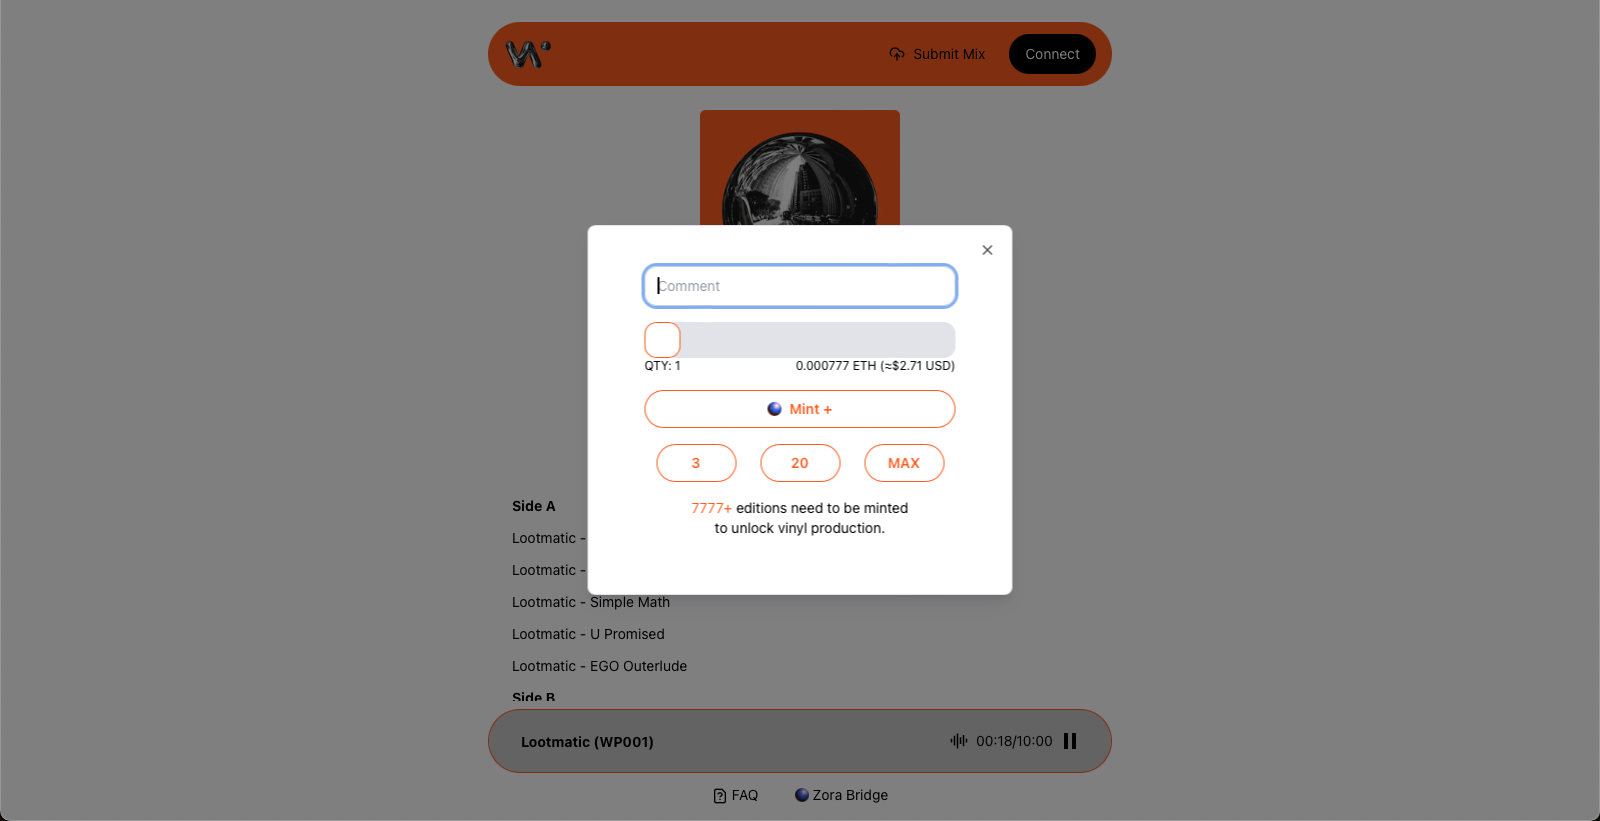 Submit Mix
Connect
Comment
QTY: 1
0.000777 ETH (≈$2.71 USD)
Mint +
3
20
MAX
7777+ editions need to be minted
to unlock vinyl production.
Side A
Lootmatic -
Lootmatic -
Lootmatic - Simple Math
Lootmatic - U Promised
Lootmatic - EGO Outerlude
Side B
Lootmatic (WP001)
00:18/10:00
FAQ
Zora Bridge